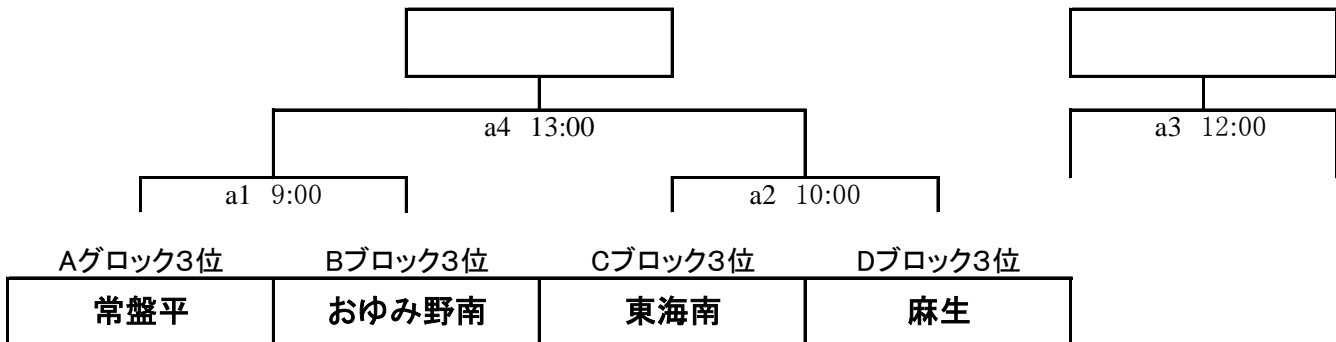 a4 13:00
a3 12:00
a1 9:00
a2 10:00
Aグロック3位 Bブロック3位 Cブロック3位 Dブロック3位
常盤平 おゆみ野南 東海南 麻生